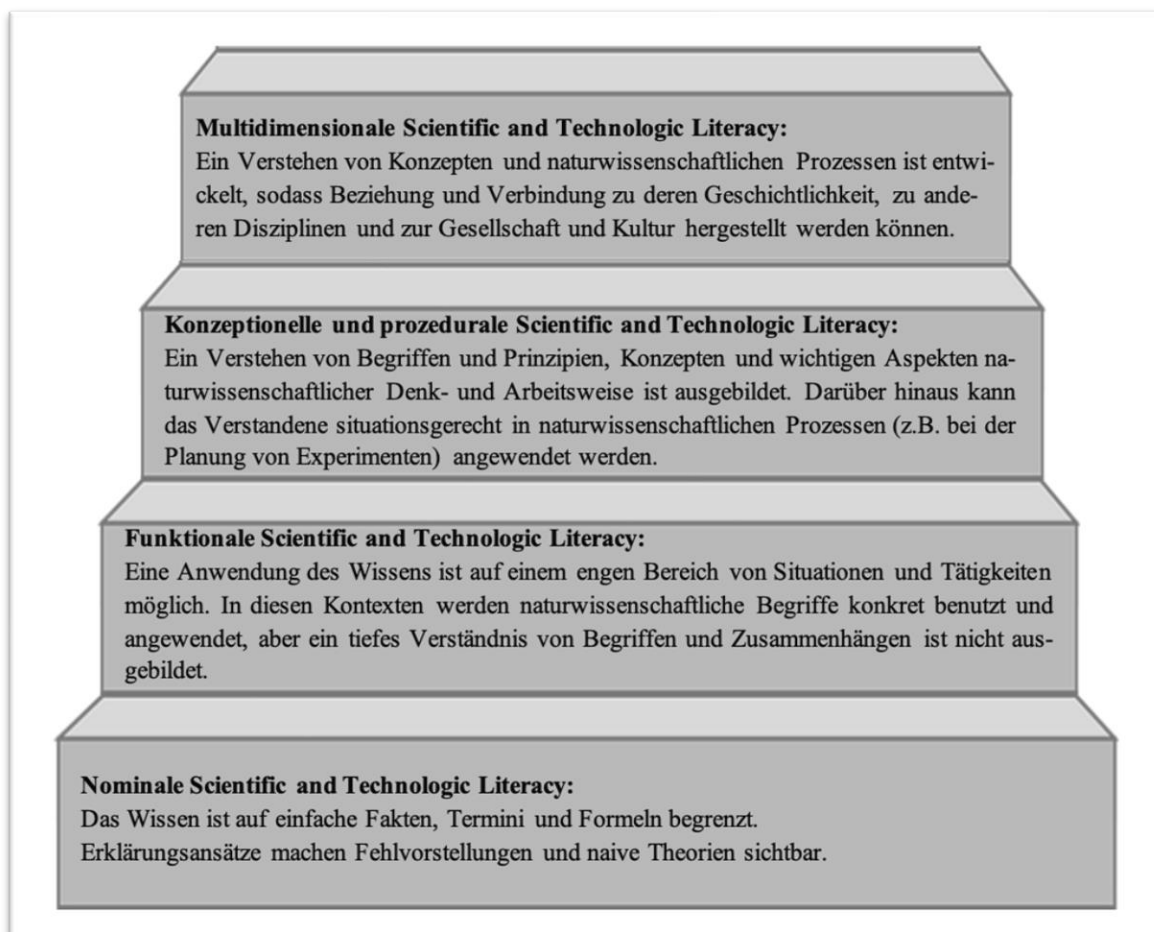 Multidimensionale Scientific and Technologic Literacy:
Ein Verstehen von Konzepten und naturwissenschaftlichen Prozessen ist entwi-
ckelt, sodass Beziehung und Verbindung zu deren Geschichtlichkeit, zu ande-
ren Disziplinen und zur Gesellschaft und Kultur hergestellt werden können.
Konzeptionelle und prozedurale Scientific and Technologic Literacy:
Ein Verstehen von Begriffen und Prinzipien, Konzepten und wichtigen Aspekten na-
turwissenschaftlicher Denk- und Arbeitsweise ist ausgebildet. Darüber hinaus kann
das Verstandene situationsgerecht in naturwissenschaftlichen Prozessen (z.B. bei der
Planung von Experimenten) angewendet werden.
Funktionale Scientific and Technologic Literacy:
Eine Anwendung des Wissens ist auf einem engen Bereich von Situationen und Tätigkeiten
möglich. In diesen Kontexten werden naturwissenschaftliche Begriffe konkret benutzt und
angewendet, aber ein tiefes Verständnis von Begriffen und Zusammenhängen ist nicht aus-
gebildet.
Nominale Scientific and Technologic Literacy:
Das Wissen ist auf einfache Fakten, Termini und Formeln begrenzt.
Erklärungsansätze machen Fehlvorstellungen und naive Theorien sichtbar.